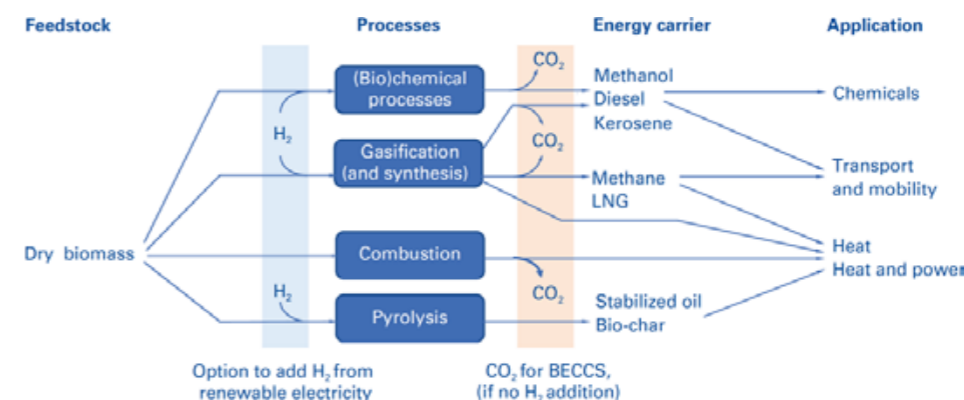 Feedstock
Processes
Energy carrier
Application
Dry biomass
H₂
H₂
(Bio)chemical
processes
Gasification
(and synthesis)
Combustion
Pyrolysis
CO₂
CO₂
CO₂
Methanol
Diesel
Kerosene
Methane
LNG
Stabilized oil
Bio-char
Chemicals
Transport
and mobility
Heat
Heat and power
Option to add H₂ from
renewable electricity
CO₂ for BECCS,
(if no H₂ addition)